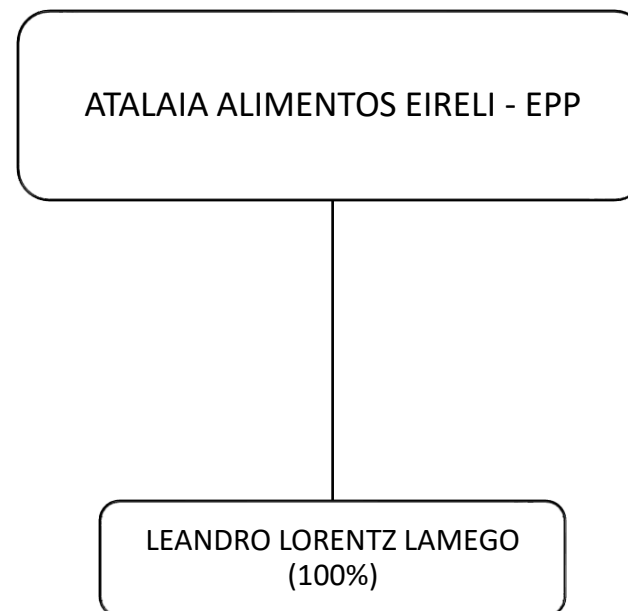 ATALAIA ALIMENTOS EIRELI - EPP
LEANDRO LORENTZ LAMEGO
(100%)